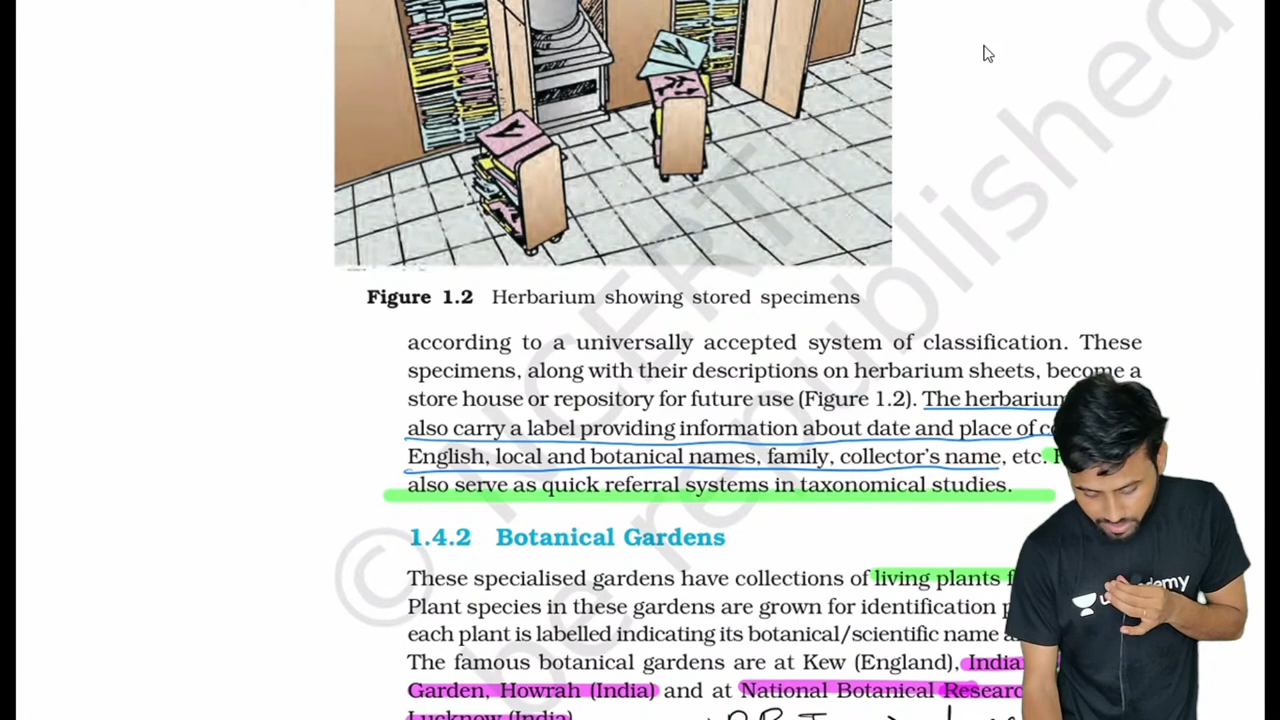 Figure 1.2 Herbarium showing stored specimens
according to a universally accepted system of classification. These
specimens, along with their descriptions on herbarium sheets, become a
store house or repository for future use (Figure 1.2). The herbarium
also carry a label providing information about date and place of
English, local and botanical names, family, collector's name, etc.
also serve as quick referral systems in taxonomical studies.
1.4.2 Botanical Gardens
These specialised gardens have collections of living plants
Plant species in these gardens are grown for identification
each plant is labelled indicating its botanical/scientific name
The famous botanical gardens are at Kew (England),
Garden, Howrah (India) and at National Botanical
Lucknow (India)
© NCERT
be republished